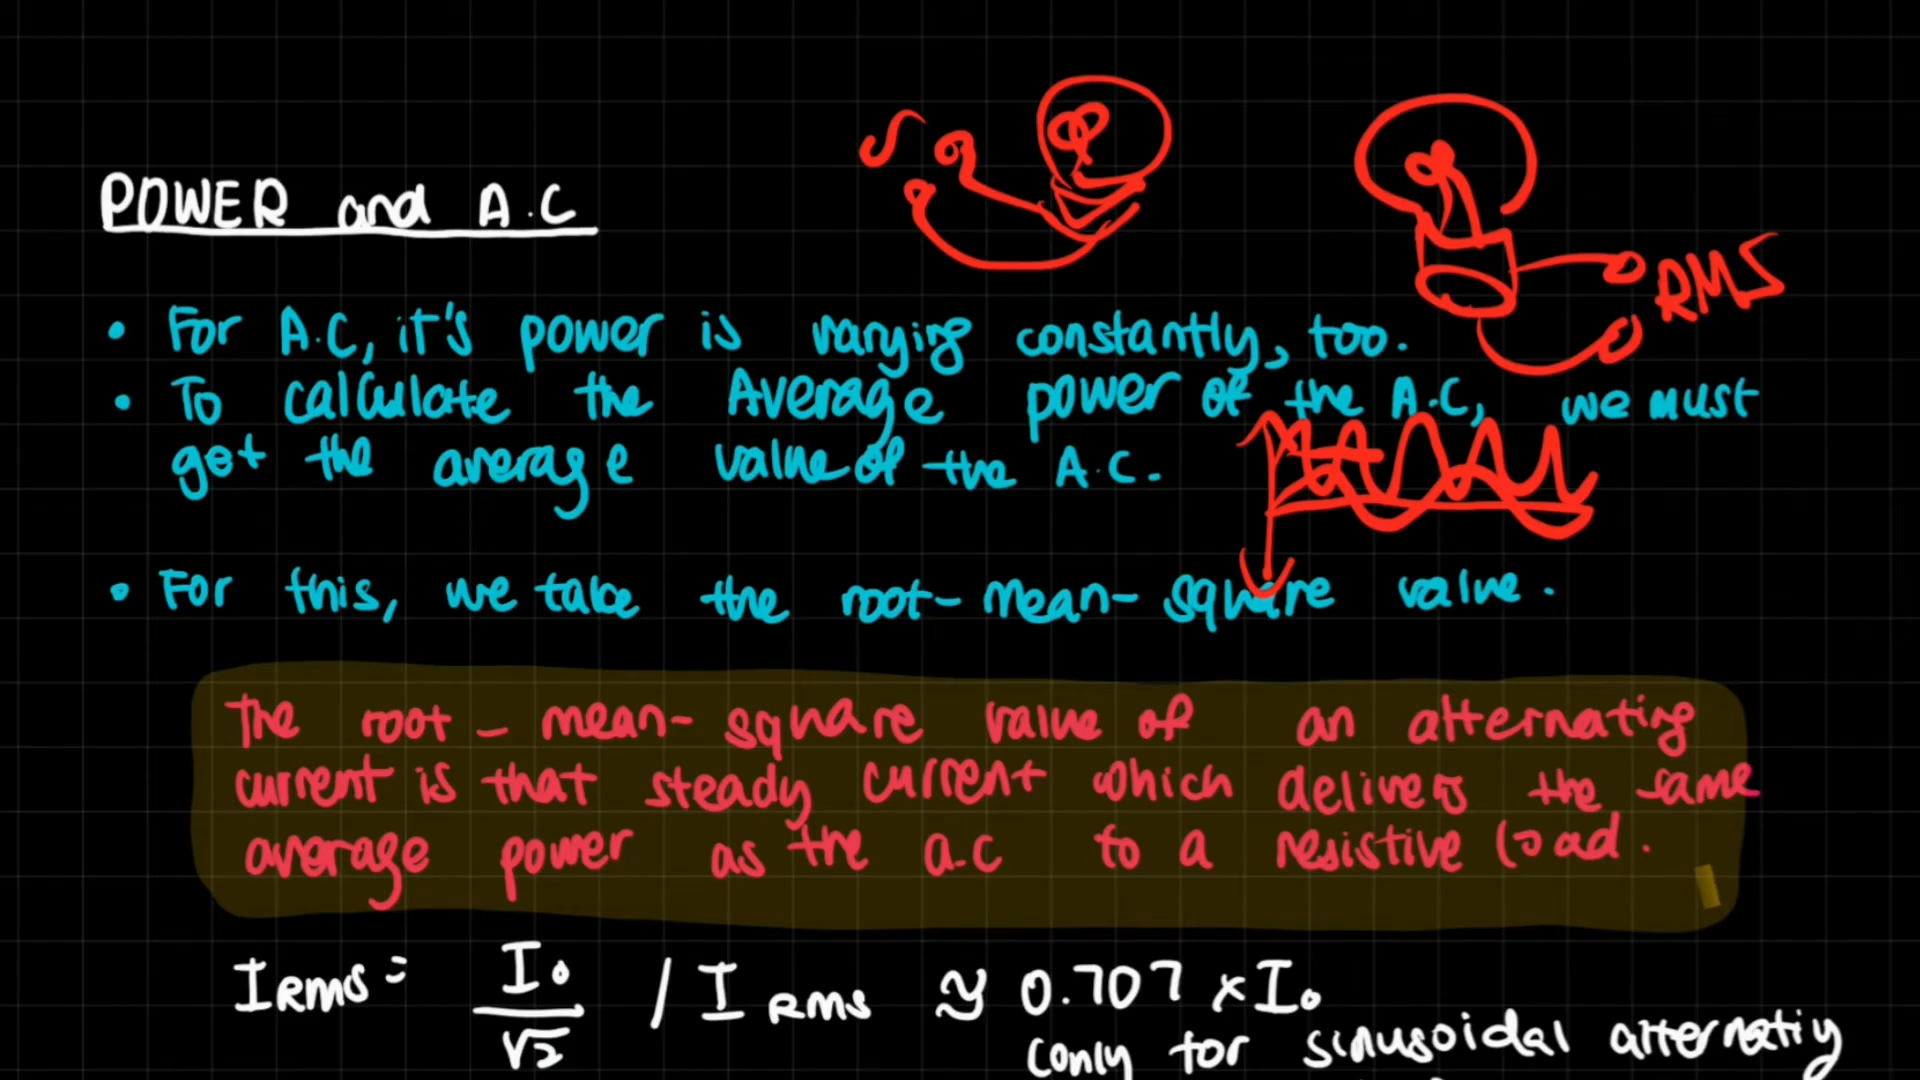 POWER and A.C
• For A.C, it's power is varying constantly, too.
• To calculate the Average power of the A.C, we must
get the average value of the A.C.
• For this, we take the root-mean-square value.
The root-mean-square value of an alternating
current is that steady current which delivers the same
average power as the a.c to a resistive load.
IRMS = I₀/√2 / I RMS ≈ 0.707 × I₀
(only for sinusoidal
RMS